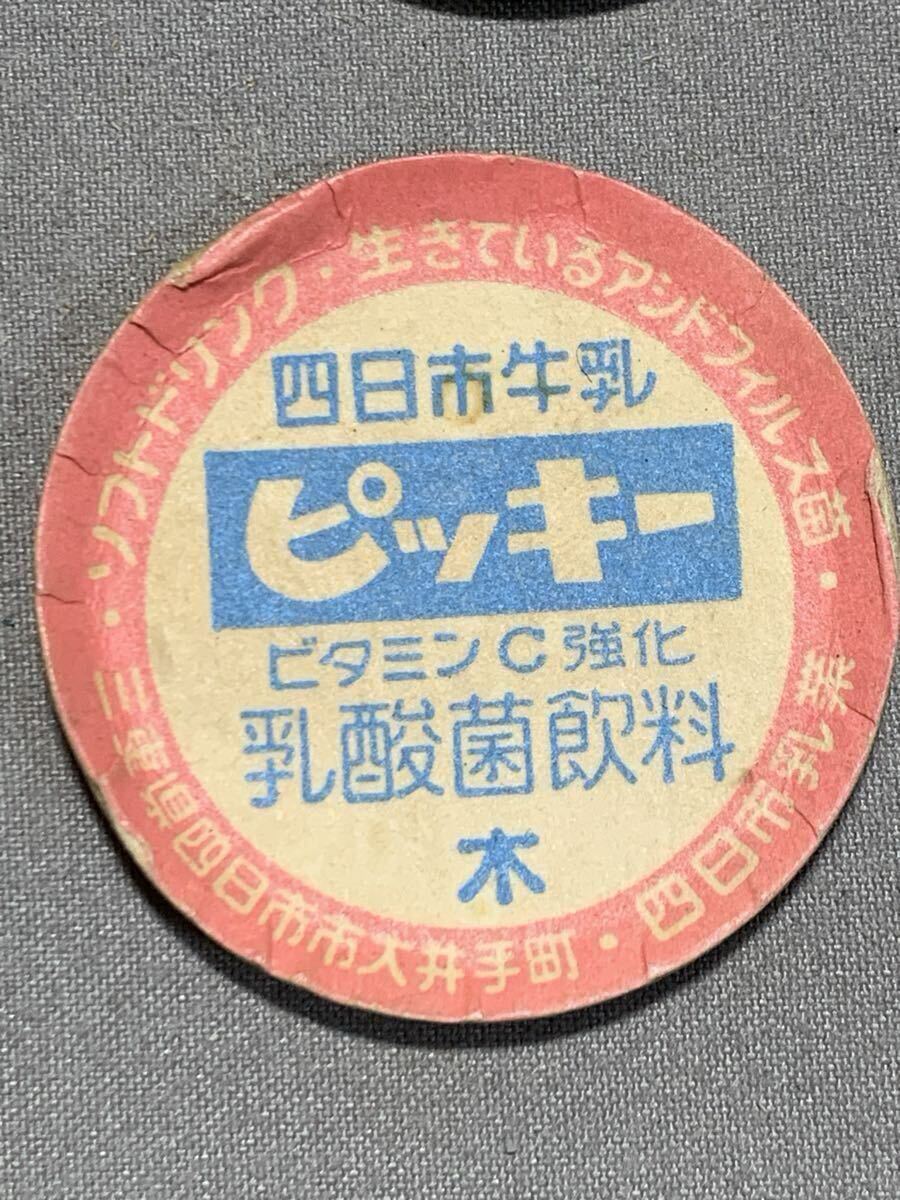 ソフトドリンク・生きているアシドフィルス菌・
四日市牛乳
ピッキー
ビタミンC強化
乳酸菌飲料
木
三重県四日市市大井手町・四日市